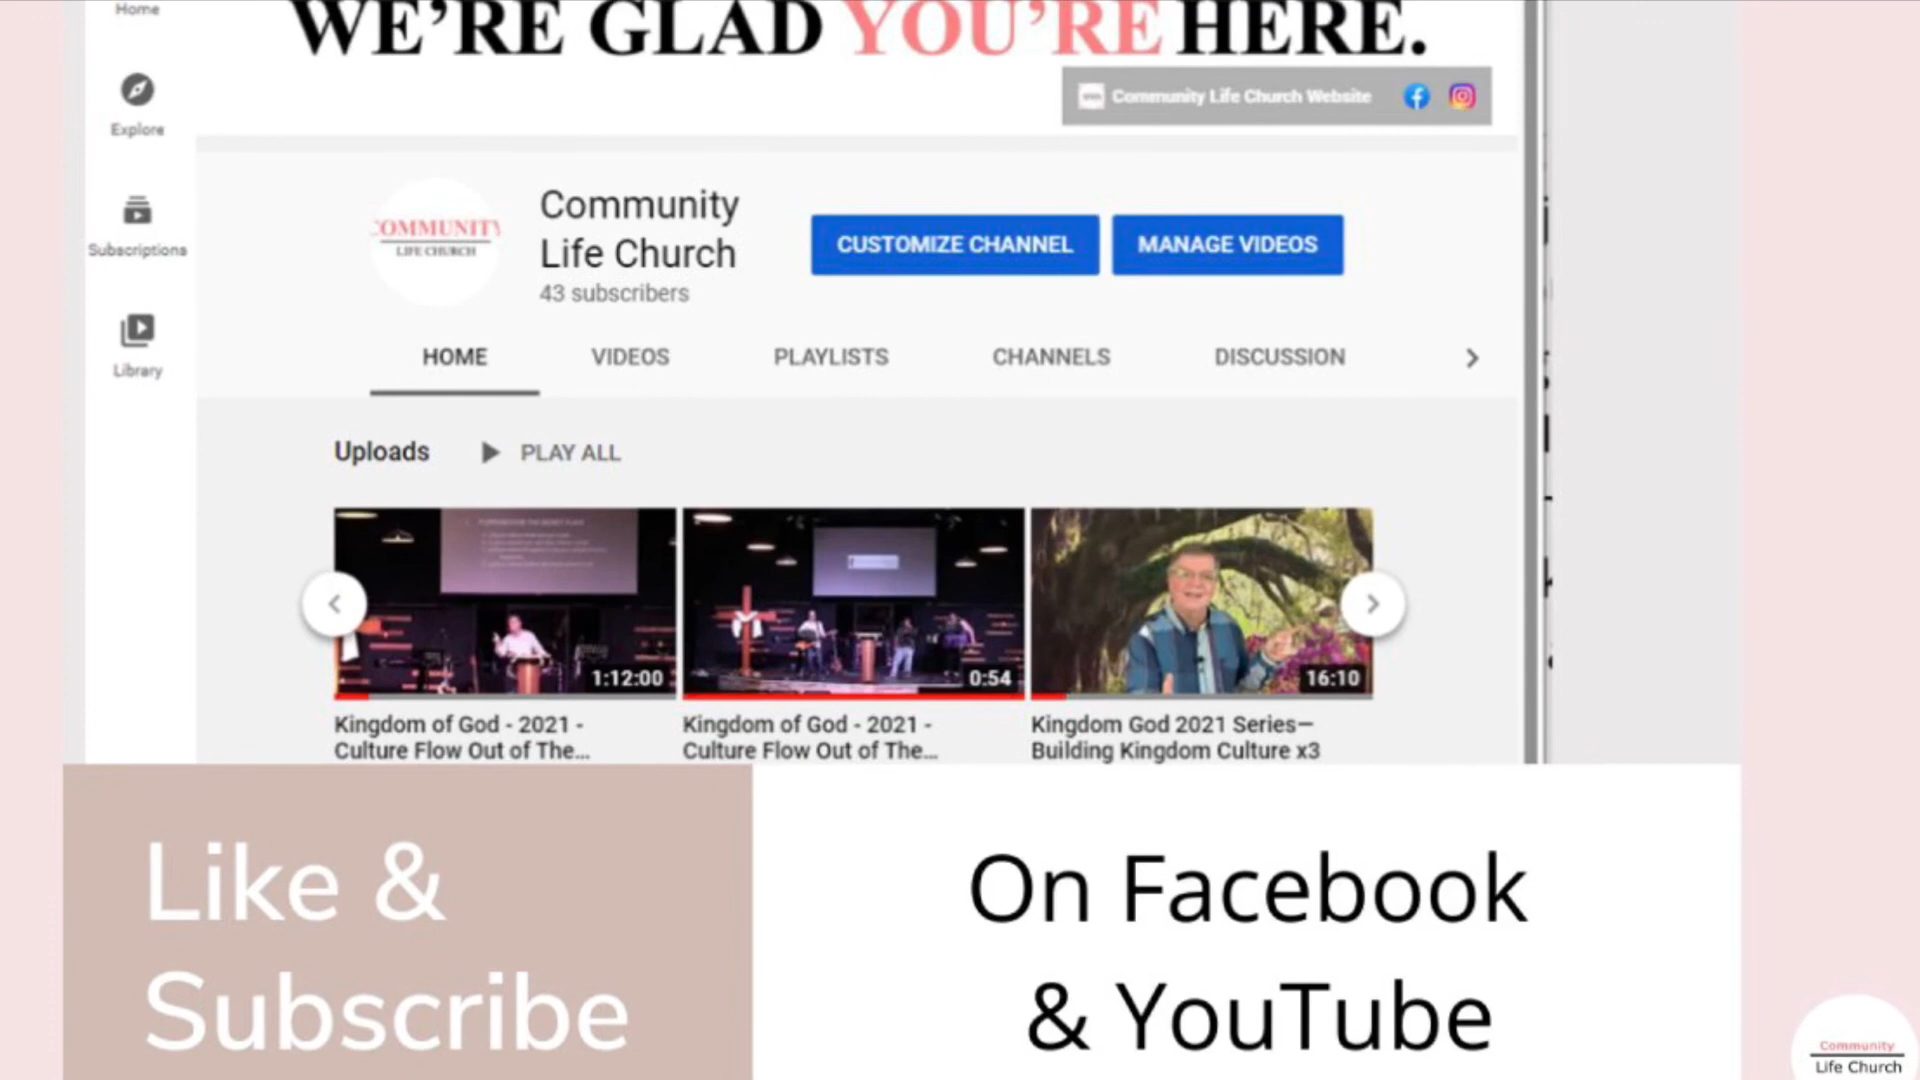 Home
WE'RE GLAD YOU'RE HERE.
Community Life Church Website
Explore
Subscriptions
Library
COMMUNITY
LIFE CHURCH
Community
Life Church
43 subscribers
CUSTOMIZE CHANNEL
MANAGE VIDEOS
HOME
VIDEOS
PLAYLISTS
CHANNELS
DISCUSSION
Uploads
PLAY ALL
1:12:00
0:54
16:10
Kingdom of God - 2021 -
Culture Flow Out of The...
Kingdom of God - 2021 -
Culture Flow Out of The...
Kingdom God 2021 Series—
Building Kingdom Culture x3
Like &
Subscribe
On Facebook
& YouTube
Community
Life Church